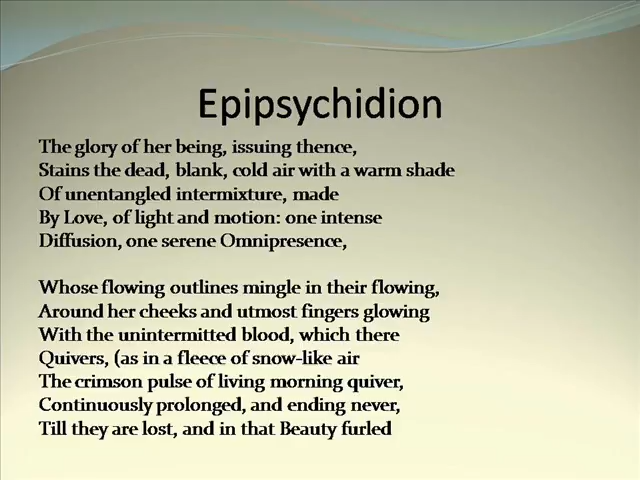 Epipsychidion
The glory of her being, issuing thence,
Stains the dead, blank, cold air with a warm shade
Of unentangled intermixture, made
By Love, of light and motion: one intense
Diffusion, one serene Omnipresence,
Whose flowing outlines mingle in their flowing,
Around her cheeks and utmost fingers glowing
With the unintermitted blood, which there
Quivers, (as in a fleece of snow-like air
The crimson pulse of living morning quiver,
Continuously prolonged, and ending never,
Till they are lost, and in that Beauty furled